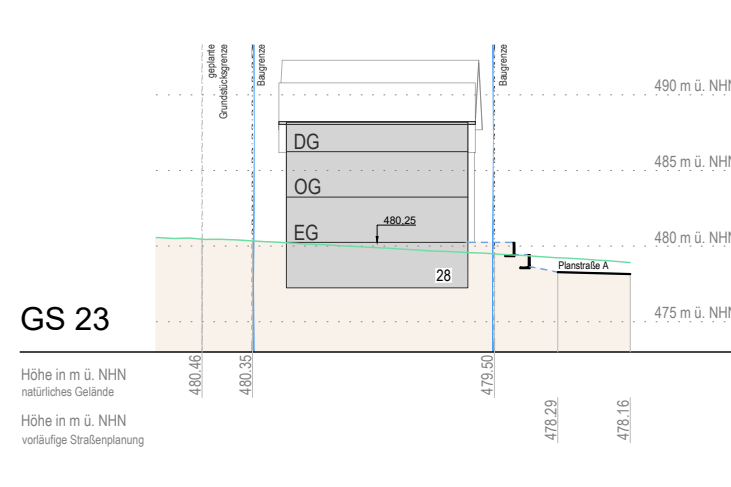 geplante
Grundstücksgrenze
Baugrenze
Baugrenze
490 m ü. NHN
DG
485 m ü. NHN
OG
480.25
EG
480 m ü. NHN
28
Planstraße A
475 m ü. NHN
GS 23
Höhe in m ü. NHN
natürliches Gelände
480.46
480.35
479.50
Höhe in m ü. NHN
vorläufige Straßenplanung
478.29
478.16